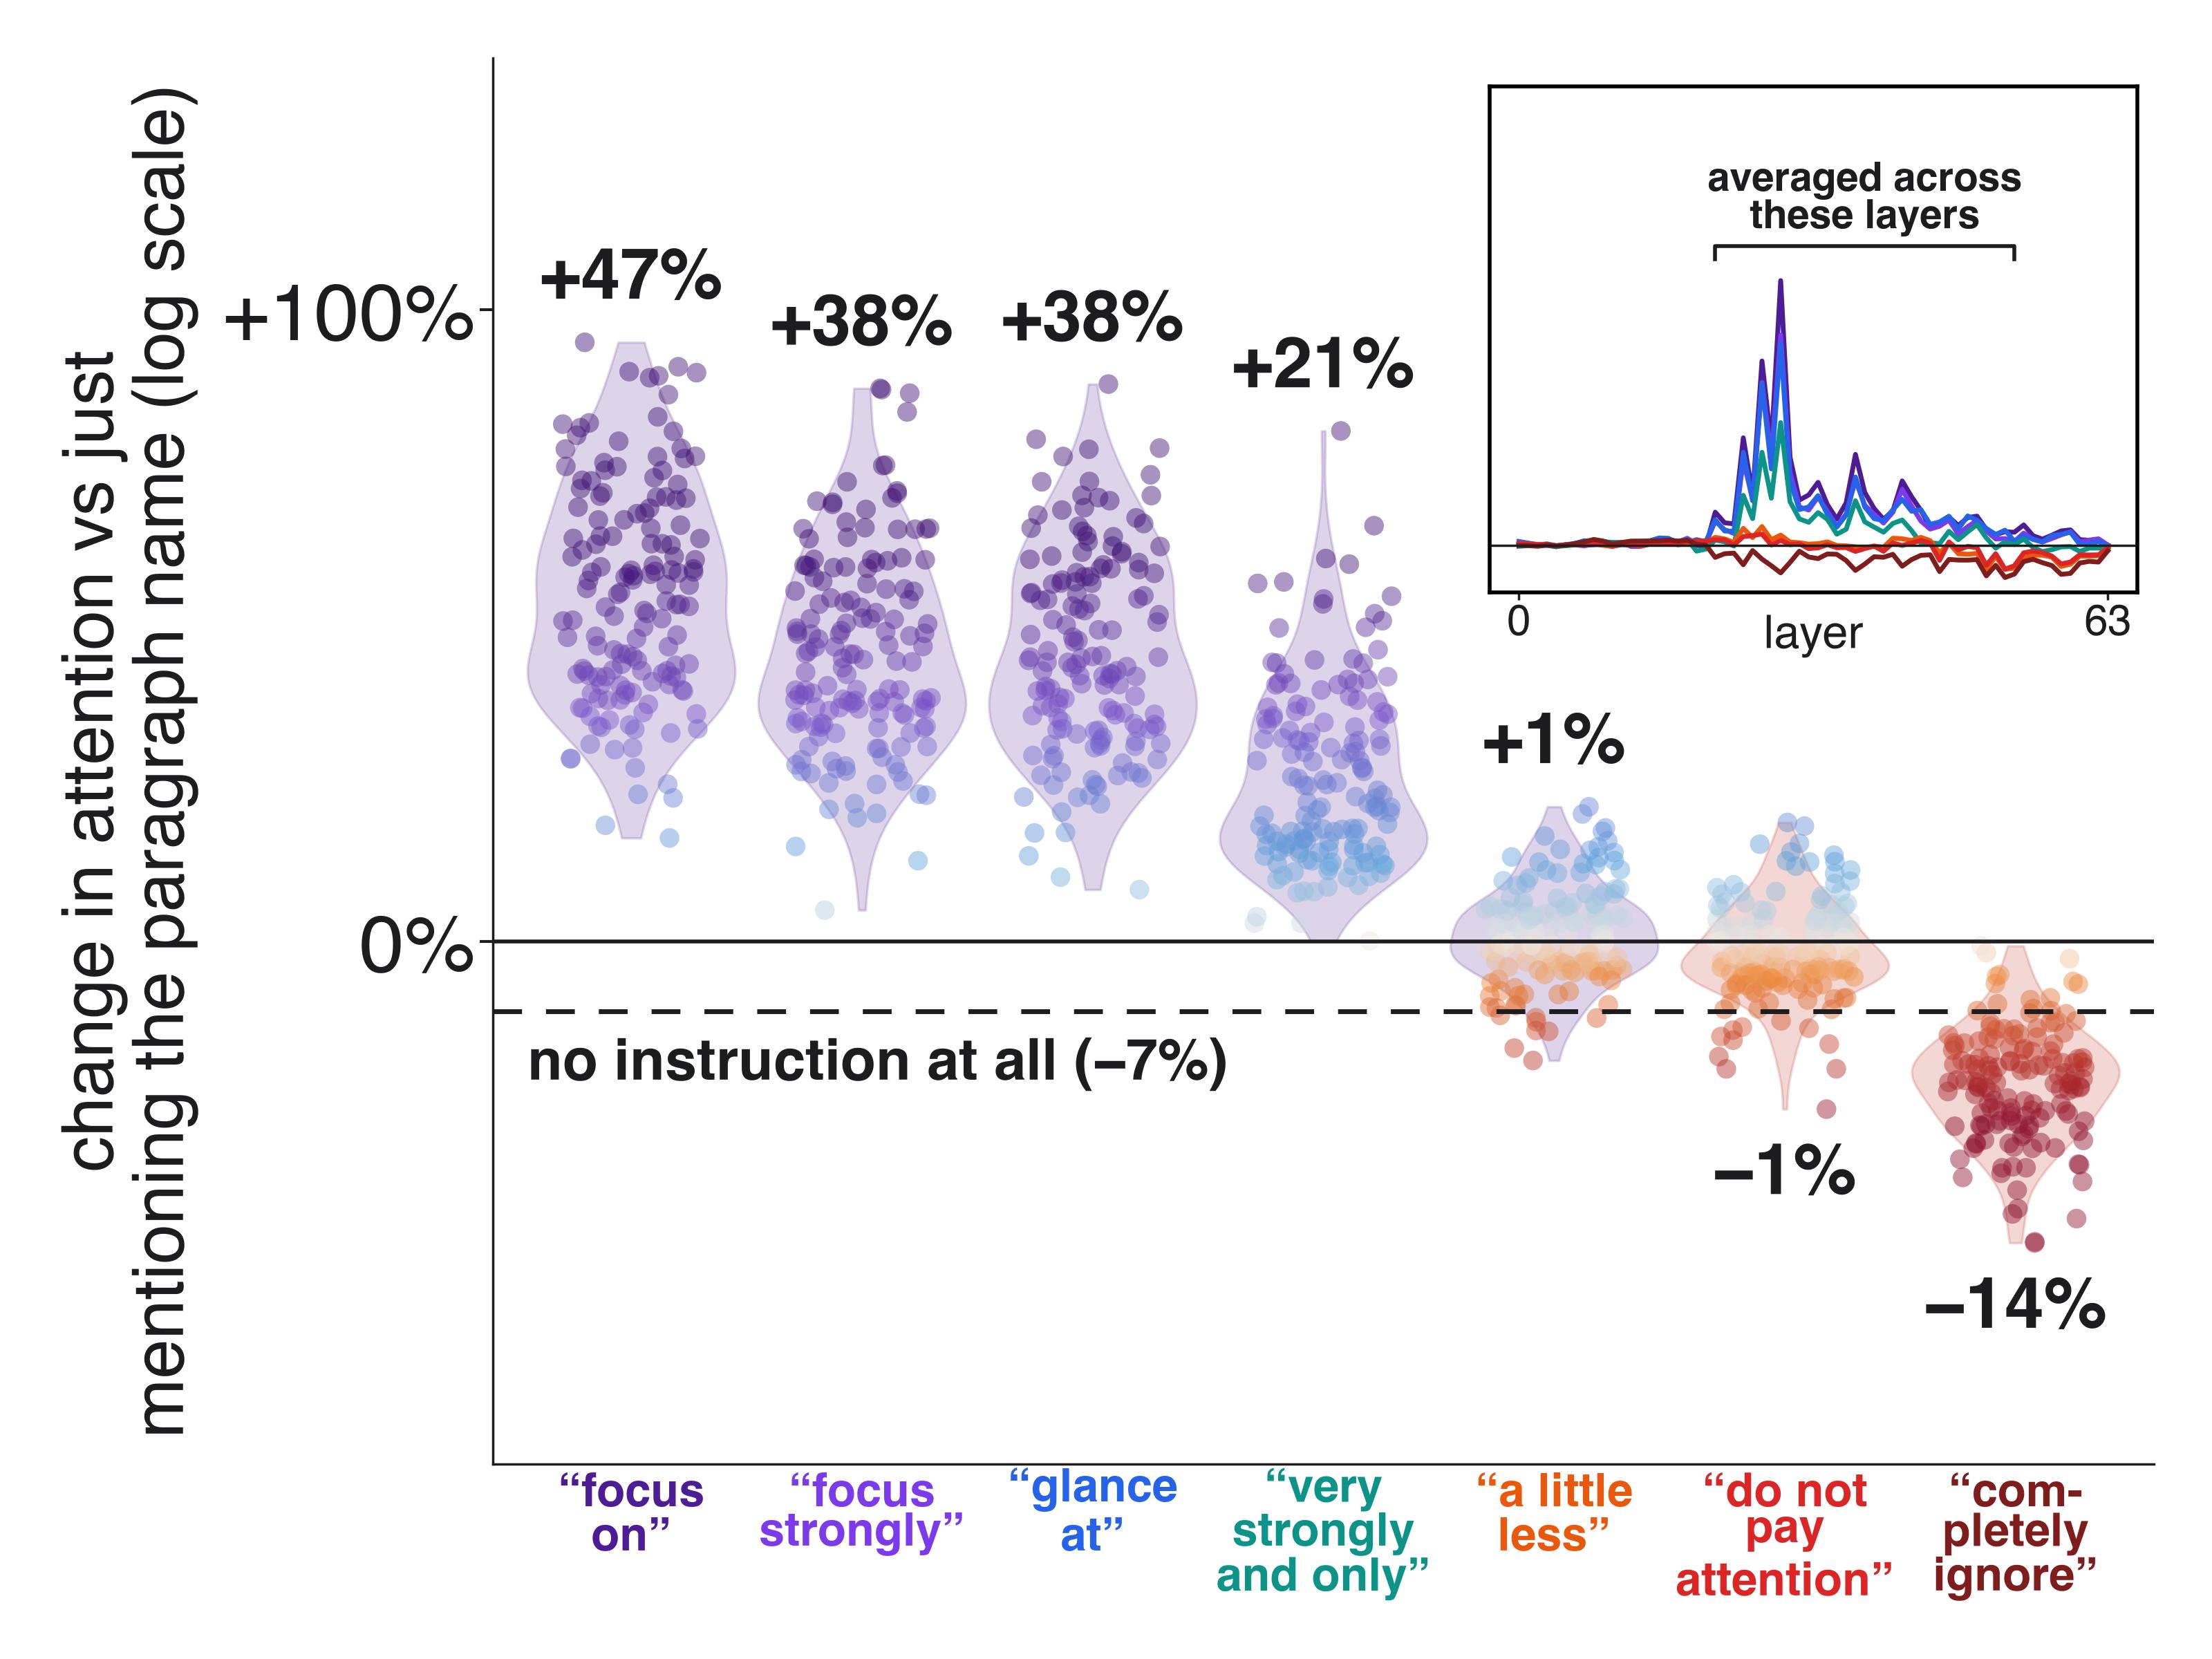 change in attention vs just
mentioning the paragraph name (log scale)
+100%
0%
+47%
+38%
+38%
+21%
+1%
–1%
–14%
no instruction at all (–7%)
averaged across
these layers
0
layer
63
“focus
on”
“focus
strongly”
“glance
at”
“very
strongly
and only”
“a little
less”
“do not
pay
attention”
“com-
pletely
ignore”